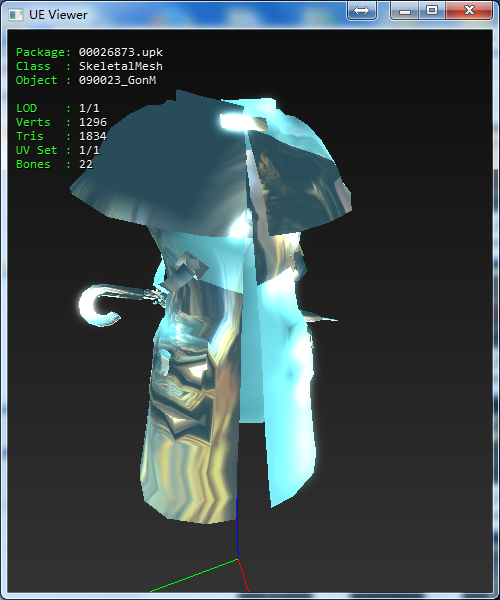 UE Viewer
Package: 00026873.upk
Class : SkeletalMesh
Object : 090023_GonM
LOD : 1/1
Verts : 1296
Tris : 1834
UV Set : 1/1
Bones : 22